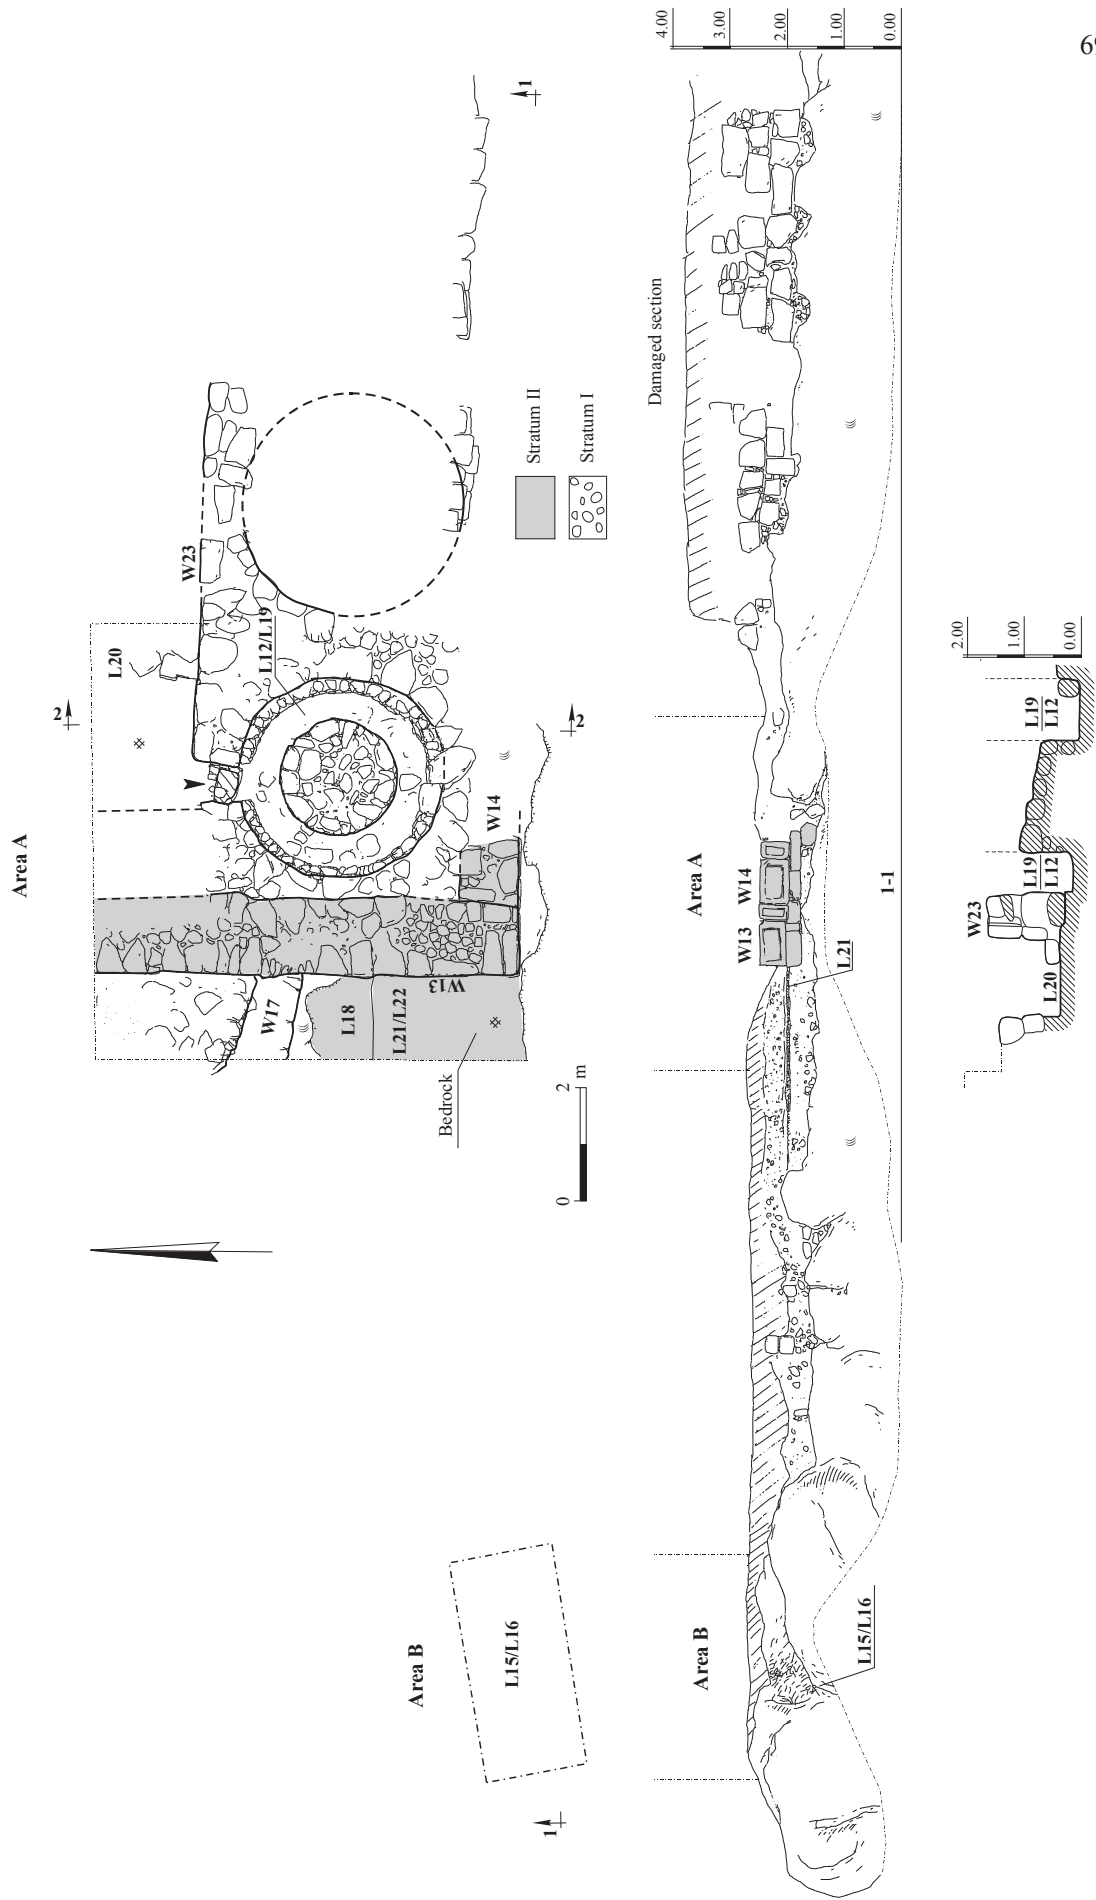 69
Area A
2
2
L20
W23
L12/L19
W14
W13
W17
L18
L21/L22
Bedrock
1
Stratum II
Stratum I
0 2 m
Area B
L15/L16
1
4.00
3.00
2.00
1.00
0.00
Damaged section
Area A
W13 W14
L21
1-1
Area B
L15/L16
2.00
1.00
0.00
L19
L12
L19
L12
W23
L20